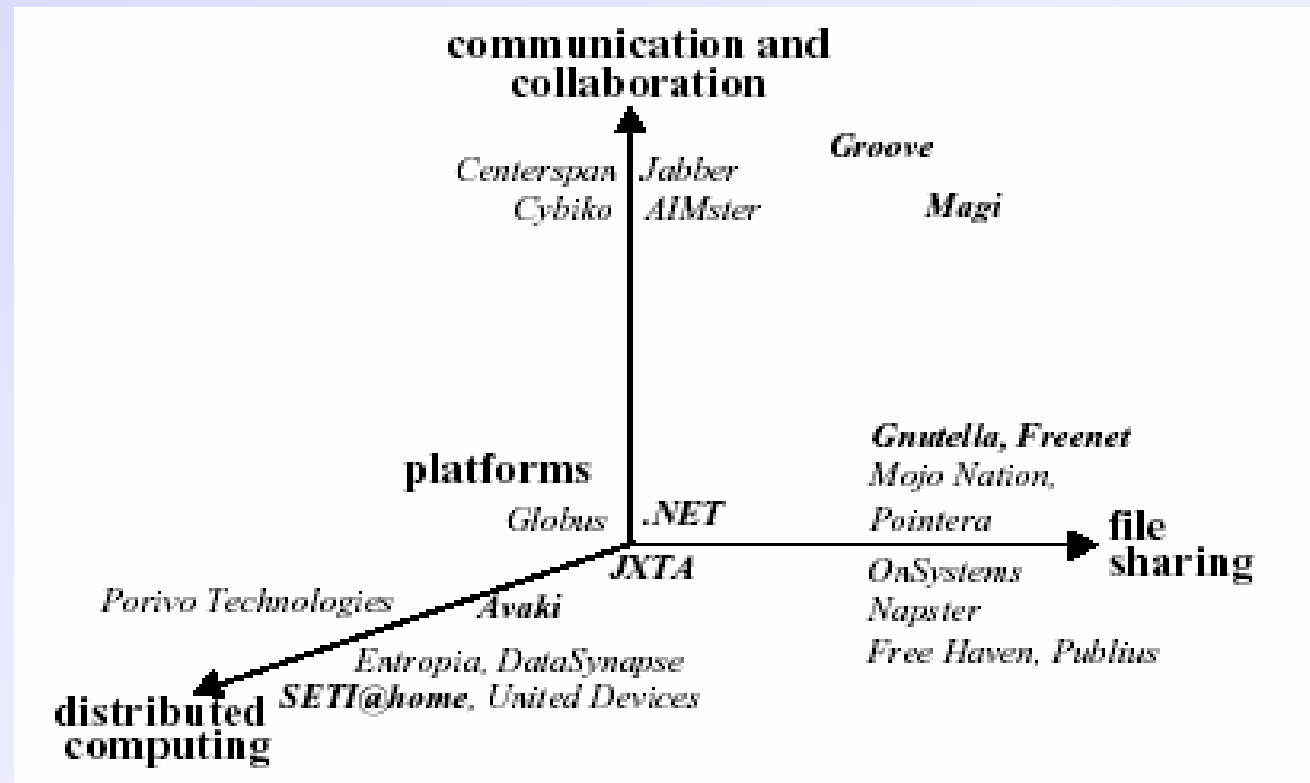 communication and
collaboration
Groove
Centerspan Jabber
Cybiko AIMster
Magi
Gnutella, Freenet
platforms
Mojo Nation,
Globus .NET
Pointera
file
sharing
JXTA
OnSystems
Porivo Technologies
Avaki
Napster
Entropia, DataSynapse
Free Haven, Publius
SETI@home, United Devices
distributed
computing